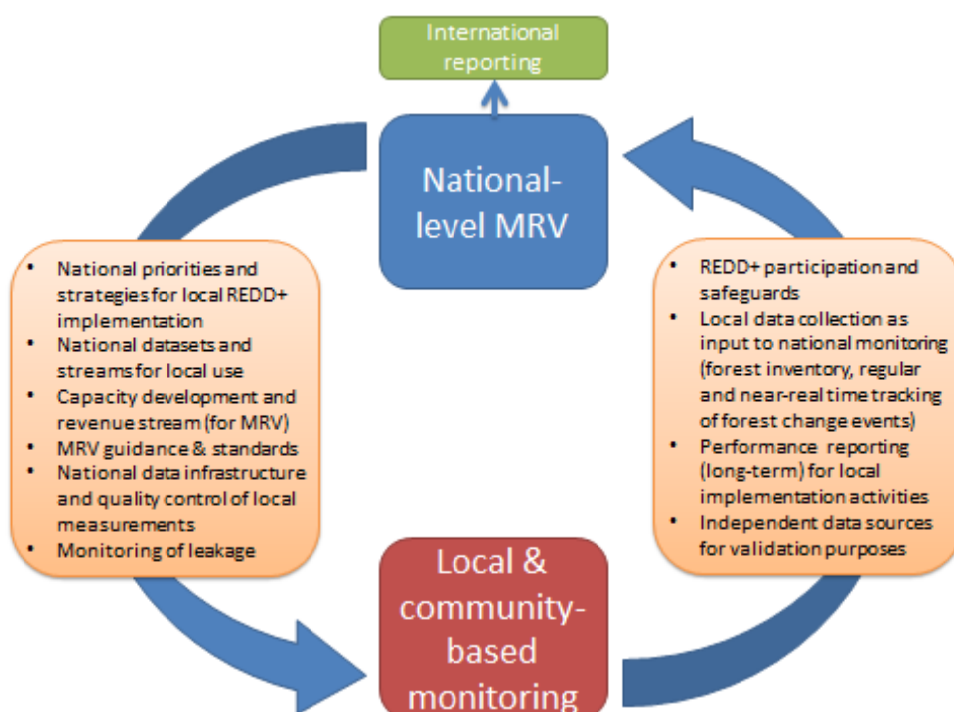 International
reporting
National-
level MRV
• National priorities and
strategies for local REDD+
implementation
• National datasets and
streams for local use
• Capacity development and
revenue stream (for MRV)
• MRV guidance & standards
• National data infrastructure
and quality control of local
measurements
• Monitoring of leakage
• REDD+ participation and
safeguards
• Local data collection as
input to national monitoring
(forest inventory, regular
and near-real time tracking
of forest change events)
• Performance reporting
(long-term) for local
implementation activities
• Independent data sources
for validation purposes
Local &
community-
based
monitoring